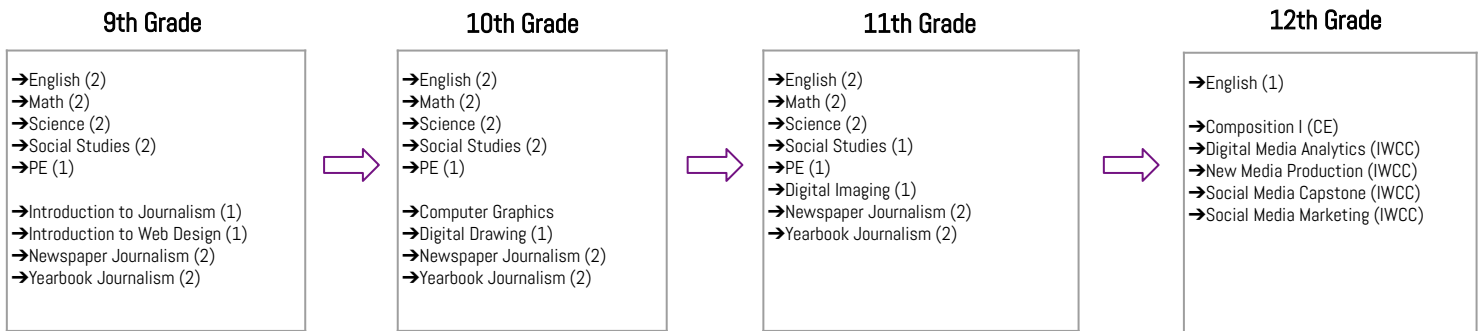 9th Grade
➔English (2)
➔Math (2)
➔Science (2)
➔Social Studies (2)
➔PE (1)
➔Introduction to Journalism (1)
➔Introduction to Web Design (1)
➔Newspaper Journalism (2)
➔Yearbook Journalism (2)
10th Grade
➔English (2)
➔Math (2)
➔Science (2)
➔Social Studies (2)
➔PE (1)
➔Computer Graphics
➔Digital Drawing (1)
➔Newspaper Journalism (2)
➔Yearbook Journalism (2)
11th Grade
➔English (2)
➔Math (2)
➔Science (2)
➔Social Studies (1)
➔PE (1)
➔Digital Imaging (1)
➔Newspaper Journalism (2)
➔Yearbook Journalism (2)
12th Grade
➔English (1)
➔Composition I (CE)
➔Digital Media Analytics (IWCC)
➔New Media Production (IWCC)
➔Social Media Capstone (IWCC)
➔Social Media Marketing (IWCC)